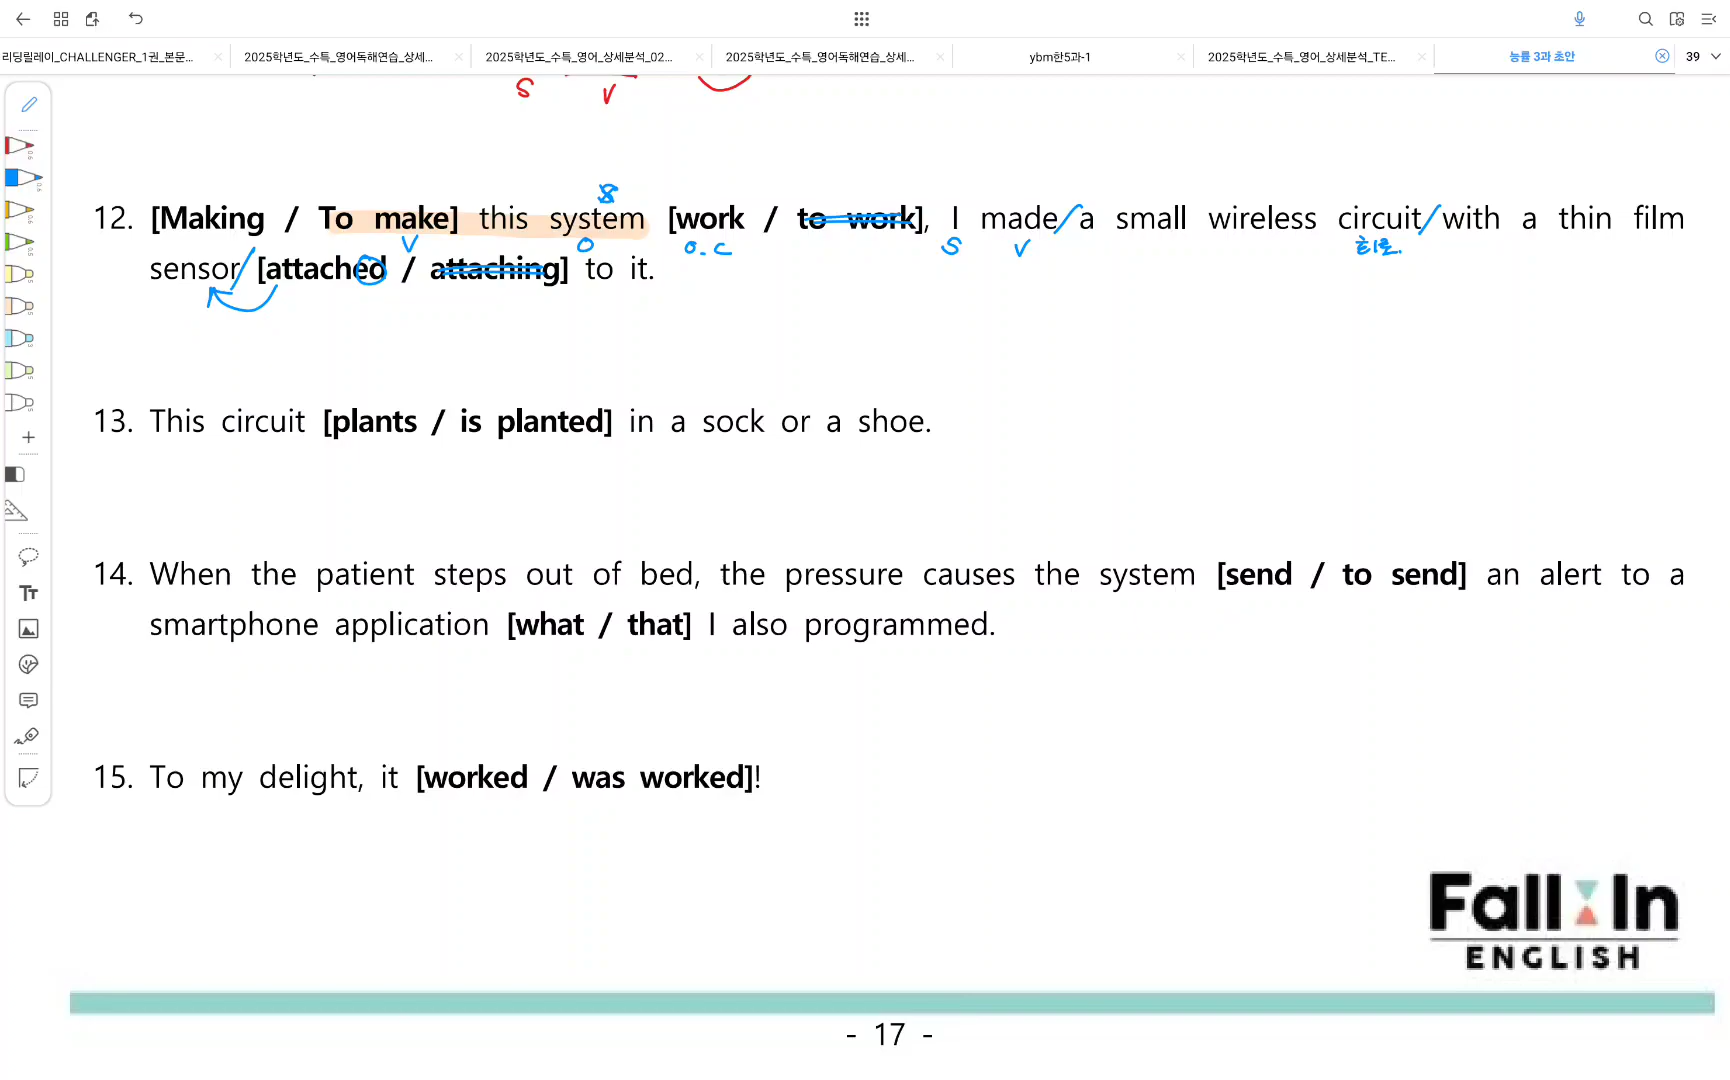 리딩릴레이_CHALLENGER_1권_본문...
2025학년도_수특_영어독해연습_상세...
2025학년도_수특_영어_상세분석_02...
2025학년도_수특_영어독해연습_상세...
ybm한5과-1
2025학년도_수특_영어_상세분석_TE...
능률 3과 초안
39
S V
12. [Making / To make] this system [work / to work], I made a small wireless circuit with a thin film
V O O.C S V 회로.
sensor [attached / attaching] to it.
13. This circuit [plants / is planted] in a sock or a shoe.
14. When the patient steps out of bed, the pressure causes the system [send / to send] an alert to a
smartphone application [what / that] I also programmed.
15. To my delight, it [worked / was worked]!
Fall In
ENGLISH
- 17 -